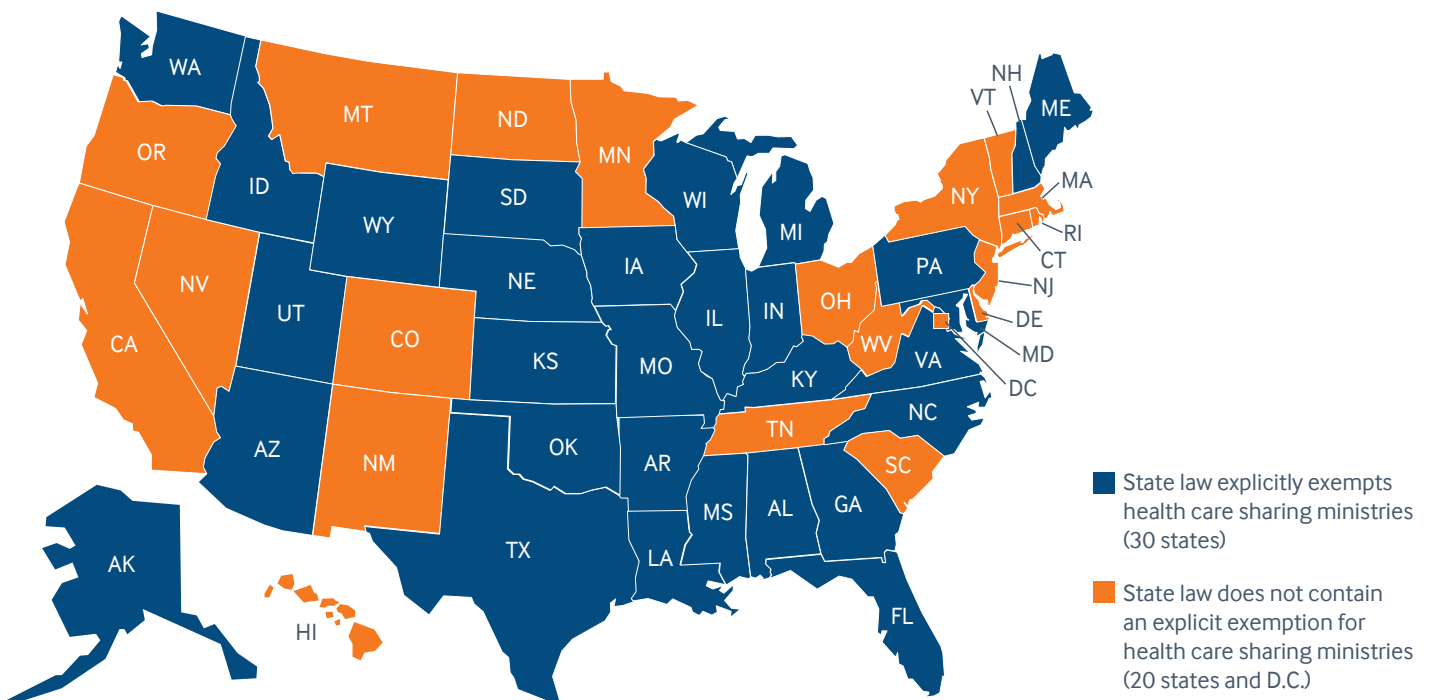 NH
VT
WA
ME
MT
ND
OR
MN
MA
ID
SD
WI
NY
WY
MI
RI
CT
IA
PA
NE
NJ
NV
OH
UT
IL
IN
DE
CA
CO
WV
MD
KS
MO
VA
KY
DC
NC
TN
AZ
OK
NM
AR
SC
MS
AL
GA
State law explicitly exempts
health care sharing ministries
(30 states)
TX
LA
AK
State law does not contain
an explicit exemption for
health care sharing ministries
(20 states and D.C.)
FL
HI